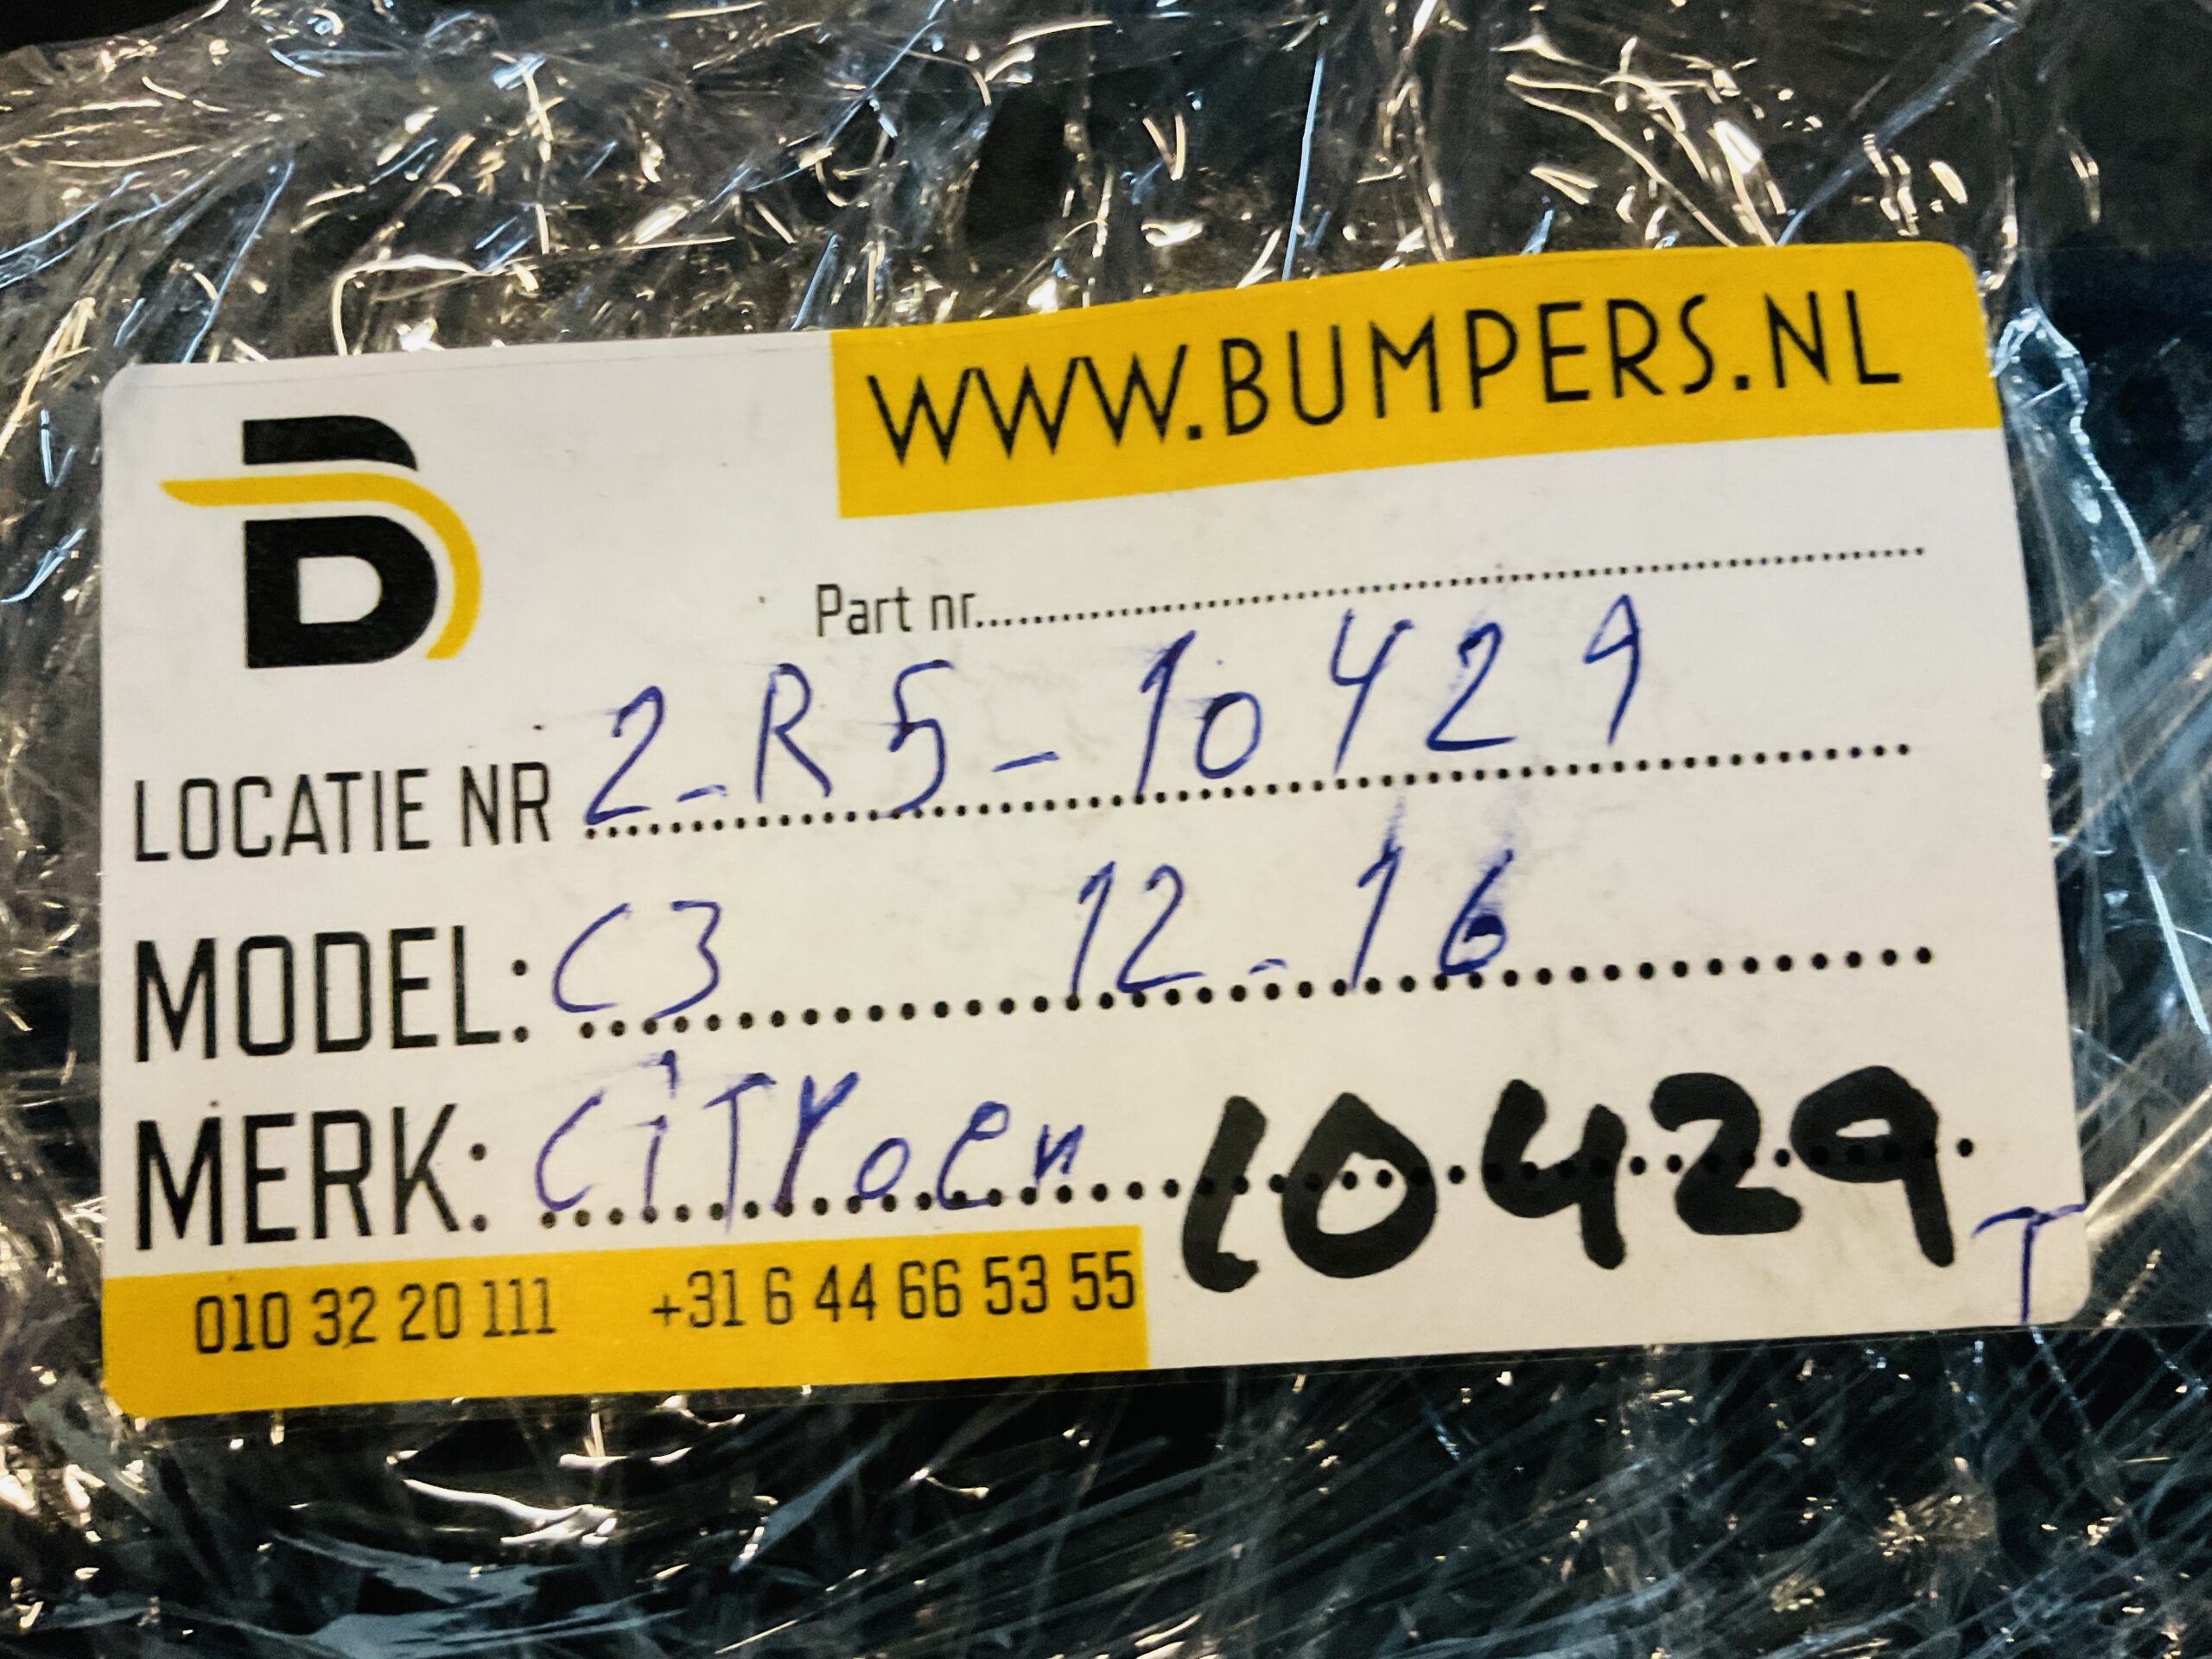 WWW.BUMPERS.NL
B
Part nr.
LOCATIE NR 2-R5-10429
MODEL: C3 12-16
MERK: CiTroen 10429
T
010 32 20 111 +31 6 44 66 53 55